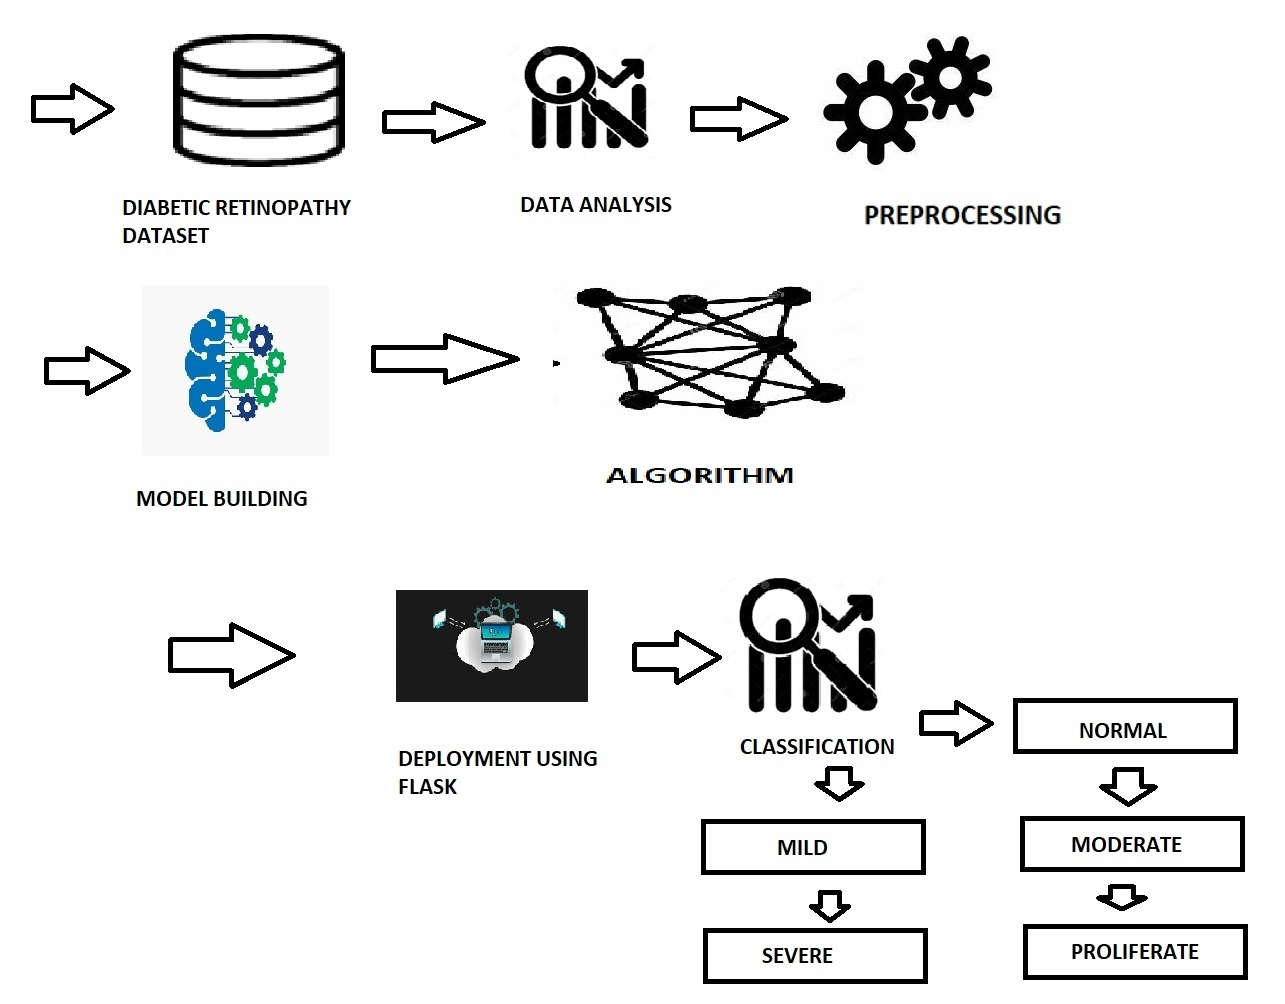 DIABETIC RETINOPATHY
DATASET
DATA ANALYSIS
PREPROCESSING
MODEL BUILDING
ALGORITHM
DEPLOYMENT USING
FLASK
CLASSIFICATION
NORMAL
MILD
MODERATE
SEVERE
PROLIFERATE